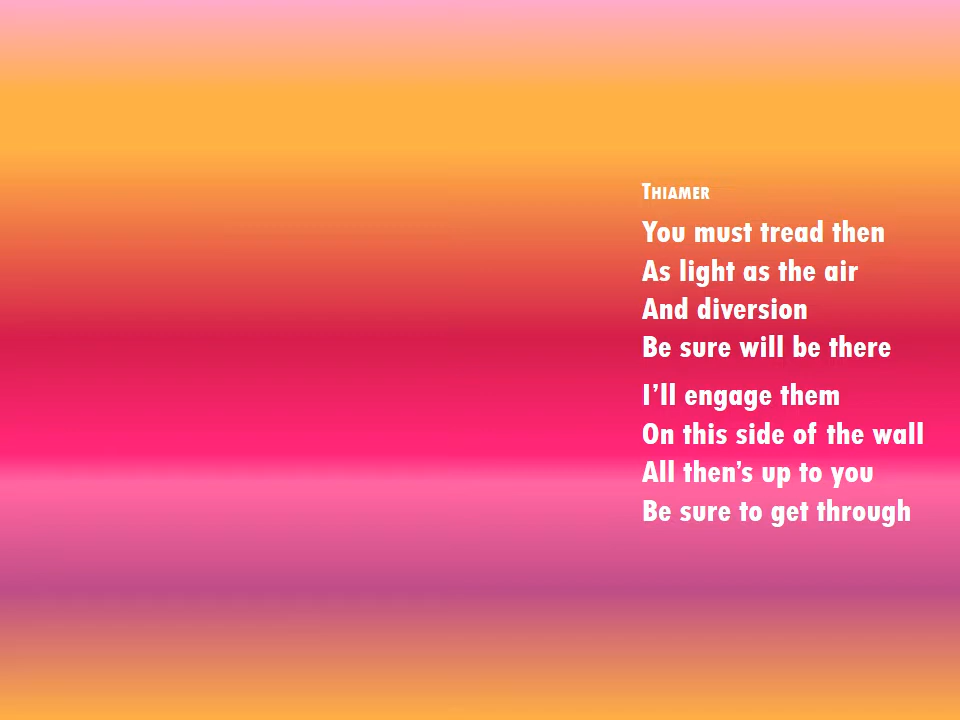 Thiamer
You must tread then
As light as the air
And diversion
Be sure will be there
I’ll engage them
On this side of the wall
All then’s up to you
Be sure to get through